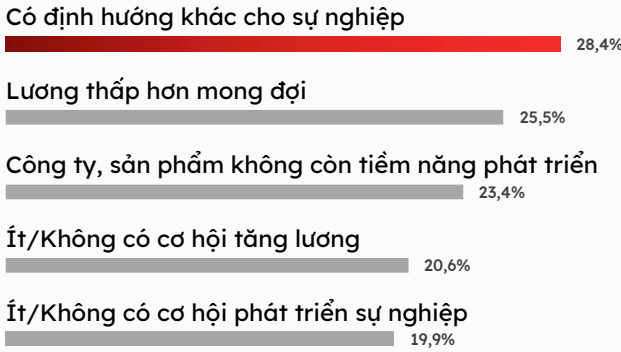 Có định hướng khác cho sự nghiệp
28,4%
Lương thấp hơn mong đợi
25,5%
Công ty, sản phẩm không còn tiềm năng phát triển
23,4%
Ít/Không có cơ hội tăng lương
20,6%
Ít/Không có cơ hội phát triển sự nghiệp
19,9%